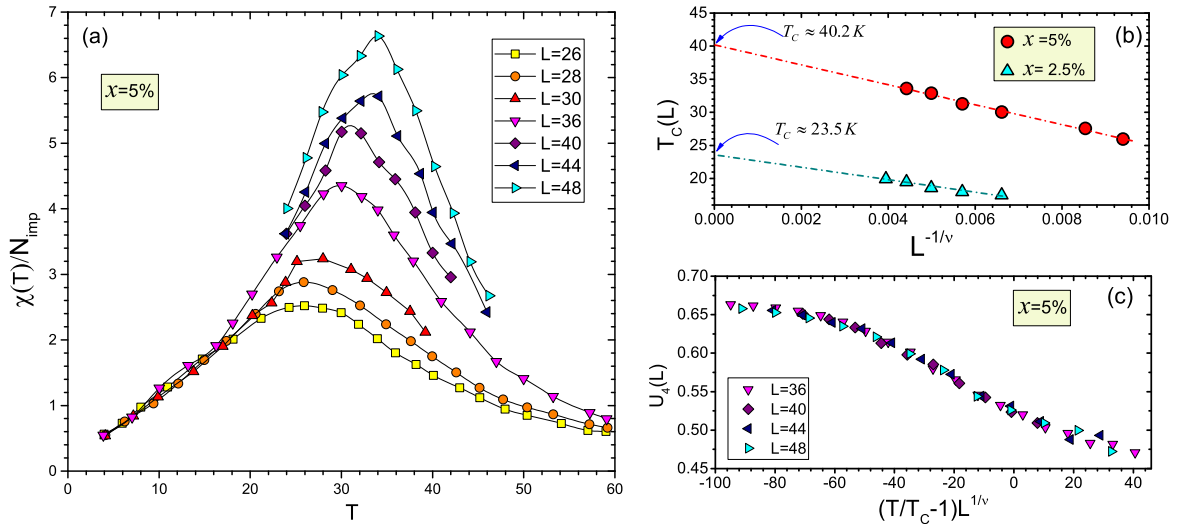 (a)
x=5%
L=26
L=28
L=30
L=36
L=40
L=44
L=48
χ(T)/N_imp
7
6
5
4
3
2
1
0
0 10 20 30 40 50 60
T
(b)
T_C ≈ 40.2 K
x=5%
x= 2.5%
T_C ≈ 23.5 K
T_C(L)
45
40
35
30
25
20
0.000 0.002 0.004 0.006 0.008 0.010
L^{-1/ν}
(c)
x=5%
U_4(L)
0.70
0.65
0.60
0.55
0.50
0.45
L=36
L=40
L=44
L=48
-100 -80 -60 -40 -20 0 20 40
(T/T_C-1)L^{1/ν}